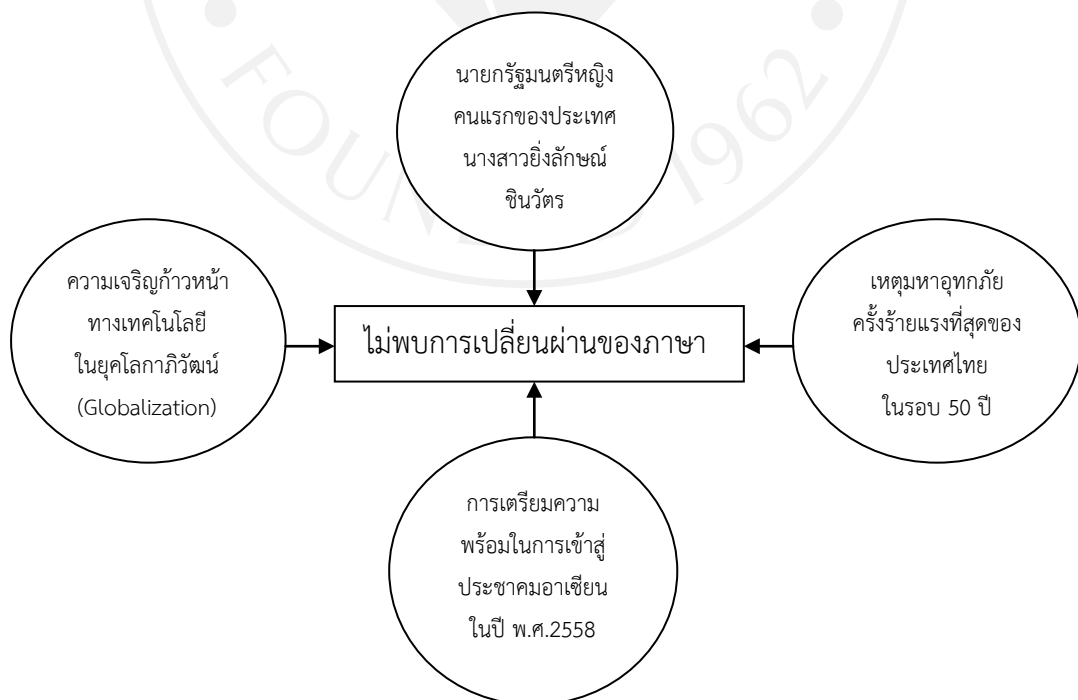 นายกรัฐมนตรีหญิง
คนแรกของประเทศ
นางสาวยิ่งลักษณ์
ชินวัตร
ความเจริญก้าวหน้า
ทางเทคโนโลยี
ในยุคโลกาภิวัฒน์
(Globalization)
ไม่พบการเปลี่ยนผ่านของภาษา
เหตุมหาอุทกภัย
ครั้งร้ายแรงที่สุดของ
ประเทศไทย
ในรอบ 50 ปี
การเตรียมความ
พร้อมในการเข้าสู่
ประชาคมอาเซียน
ในปี พ.ศ.2558